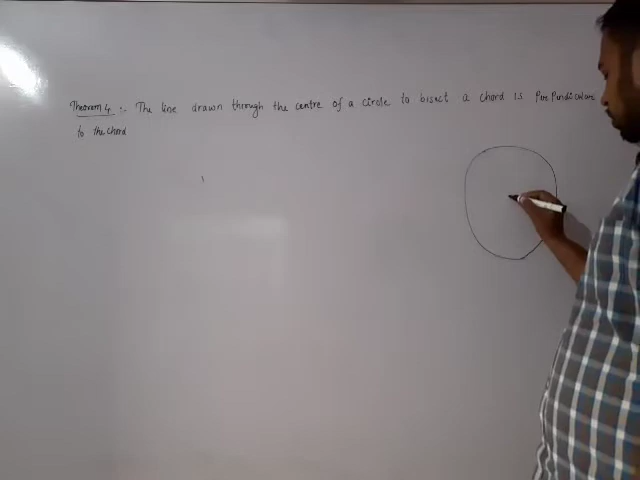 Theorem 4 :- The line drawn through the centre of a circle to bisect a chord is PerPendicular
to the chord